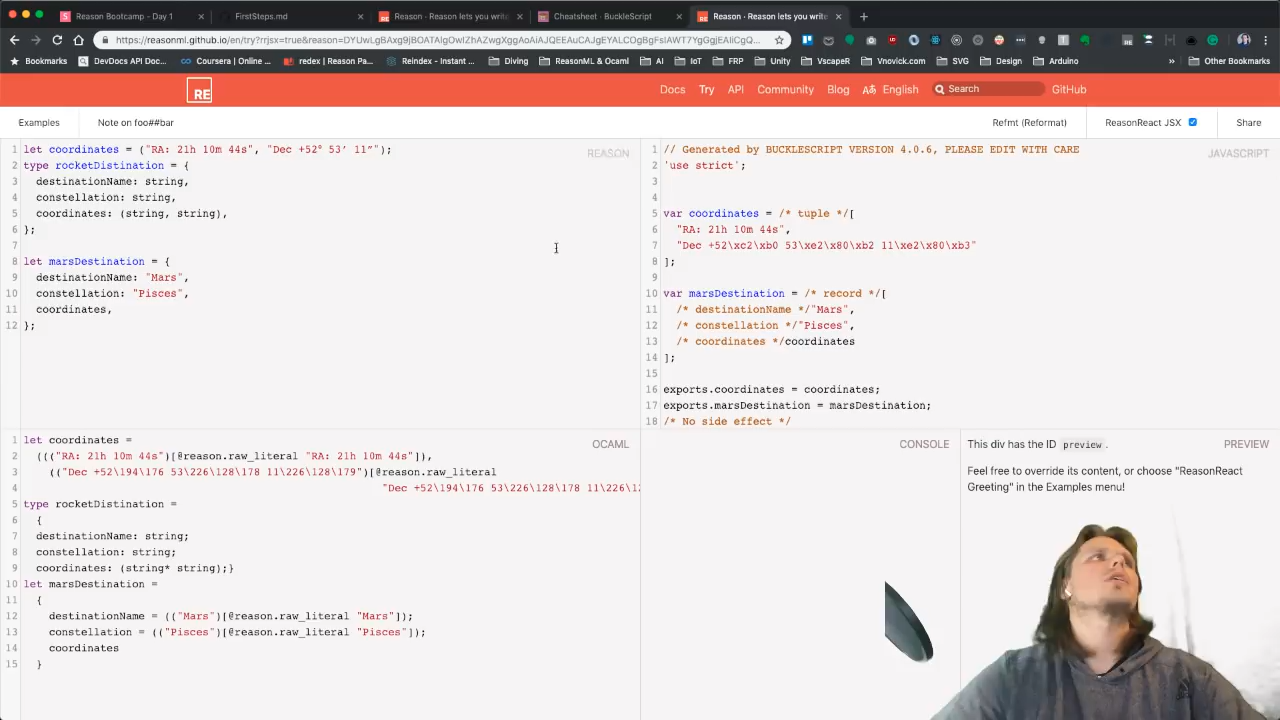 Reason Bootcamp - Day 1
FirstSteps.md
Reason · Reason lets you write
Cheatsheet · BuckleScript
Reason · Reason lets you write
https://reasonml.github.io/en/try?rrjsx=true&reason=
Bookmarks
DevDocs API Doc...
Coursera | Online ...
redex | Reason Pa...
Reindex - Instant ...
Diving
ReasonML & Ocaml
AI
IoT
FRP
Unity
VscapeR
Vnovick.com
SVG
Design
Arduino
»
Other Bookmarks
RE
Docs
Try
API
Community
Blog
English
Search
GitHub
Examples
Note on foo##bar
Refmt (Reformat)
ReasonReact JSX
Share
REASON
1 let coordinates = ("RA: 21h 10m 44s", "Dec +52° 53′ 11″");
2 type rocketDistination = {
3 destinationName: string,
4 constellation: string,
5 coordinates: (string, string),
6 };
7
8 let marsDestination = {
9 destinationName: "Mars",
10 constellation: "Pisces",
11 coordinates,
12 };
JAVASCRIPT
1 // Generated by BUCKLESCRIPT VERSION 4.0.6, PLEASE EDIT WITH CARE
2 'use strict';
3
4
5 var coordinates = /* tuple */[
6 "RA: 21h 10m 44s",
7 "Dec +52\xc2\xb0 53\xe2\x80\xb2 11\xe2\x80\xb3"
8 ];
9
10 var marsDestination = /* record */[
11 /* destinationName */"Mars",
12 /* constellation */"Pisces",
13 /* coordinates */coordinates
14 ];
15
16 exports.coordinates = coordinates;
17 exports.marsDestination = marsDestination;
18 /* No side effect */
OCAML
1 let coordinates =
2 ((("RA: 21h 10m 44s")[@reason.raw_literal "RA: 21h 10m 44s"]),
3 (("Dec +52\194\176 53\226\128\178 11\226\128\179")[@reason.raw_literal
4 "Dec +52\194\176 53\226\128\178 11\226\12
5 type rocketDistination =
6 {
7 destinationName: string;
8 constellation: string;
9 coordinates: (string* string);}
10 let marsDestination =
11 {
12 destinationName = (("Mars")[@reason.raw_literal "Mars"]);
13 constellation = (("Pisces")[@reason.raw_literal "Pisces"]);
14 coordinates
15 }
CONSOLE
PREVIEW
This div has the ID preview.
Feel free to override its content, or choose "ReasonReact
Greeting" in the Examples menu!